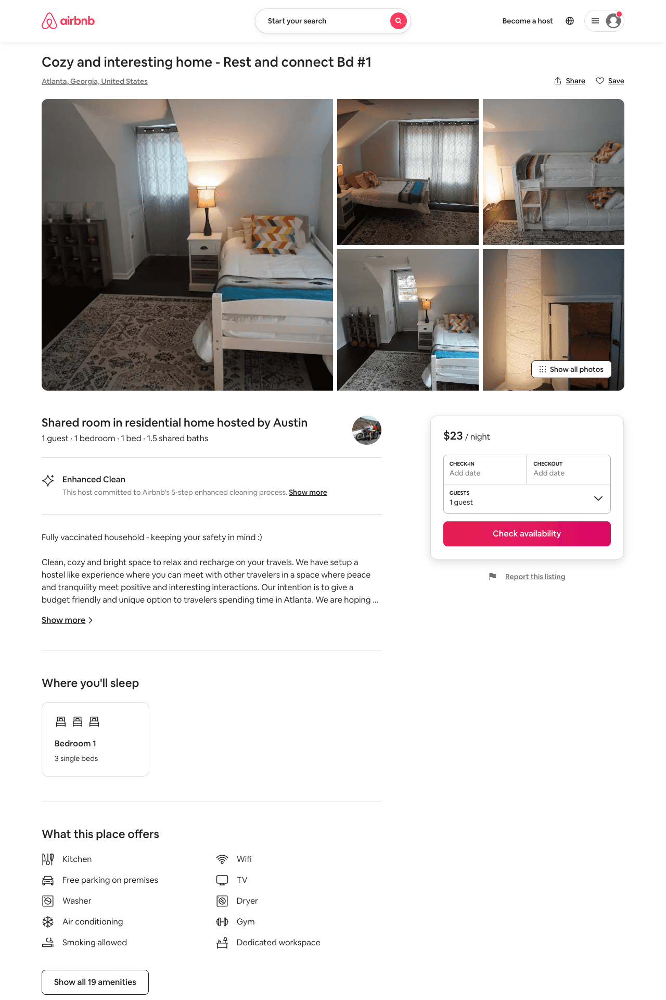 airbnb
Start your search
Become a host
Cozy and interesting home - Rest and connect Bd #1
Atlanta, Georgia, United States
Share
Save
Show all photos
Shared room in residential home hosted by Austin
1 guest · 1 bedroom · 1 bed · 1.5 shared baths
Enhanced Clean
This host committed to Airbnb's 5-step enhanced cleaning process. Show more
Fully vaccinated household - keeping your safety in mind :)
Clean, cozy and bright space to relax and recharge on your travels. We have setup a
hostel like experience where you can meet with other travelers in a space where peace
and tranquility meet positive and interesting interactions. Our intention is to give a
budget friendly and unique option to travelers spending time in Atlanta. We are hoping ...
Show more
$23 / night
CHECK-IN
Add date
CHECKOUT
Add date
GUESTS
1 guest
Check availability
Report this listing
Where you'll sleep
Bedroom 1
3 single beds
What this place offers
Kitchen
Wifi
Free parking on premises
TV
Washer
Dryer
Air conditioning
Gym
Smoking allowed
Dedicated workspace
Show all 19 amenities